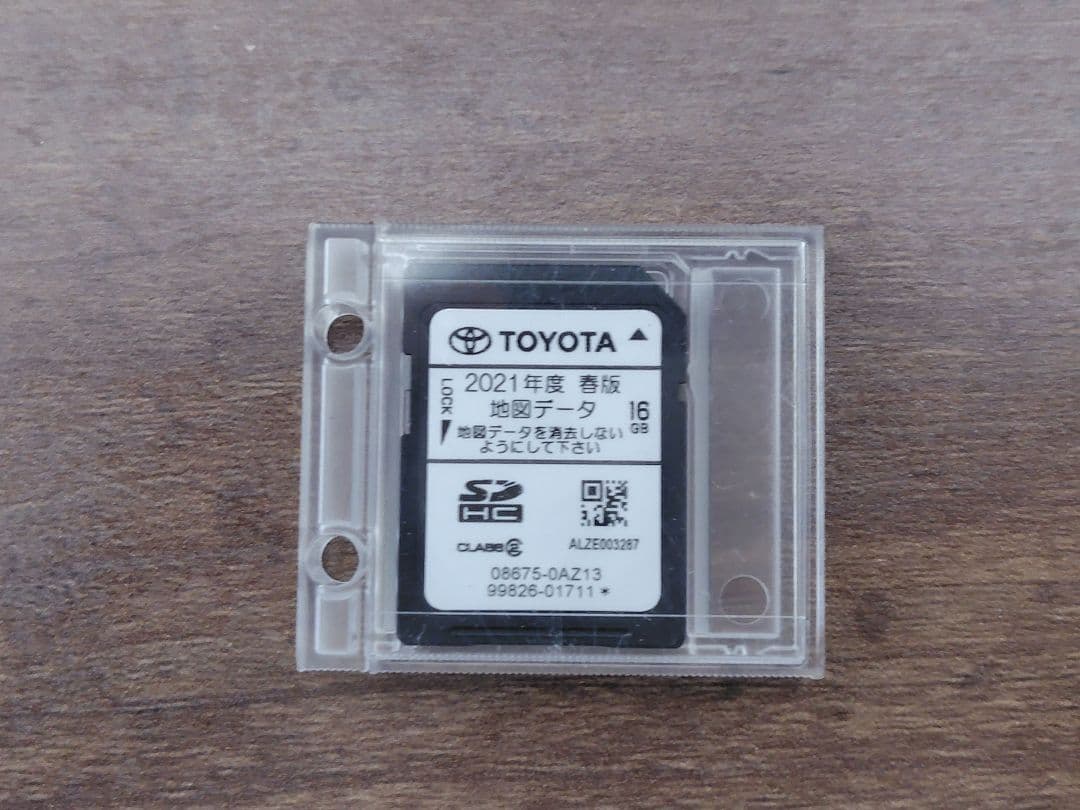 TOYOTA
LOCK
2021年度 春版
地図データ
16
GB
地図データを消去しない
ようにして下さい
SD
HC
CLASS 2
ALZE003287
08675-0AZ13
99826-01711 *